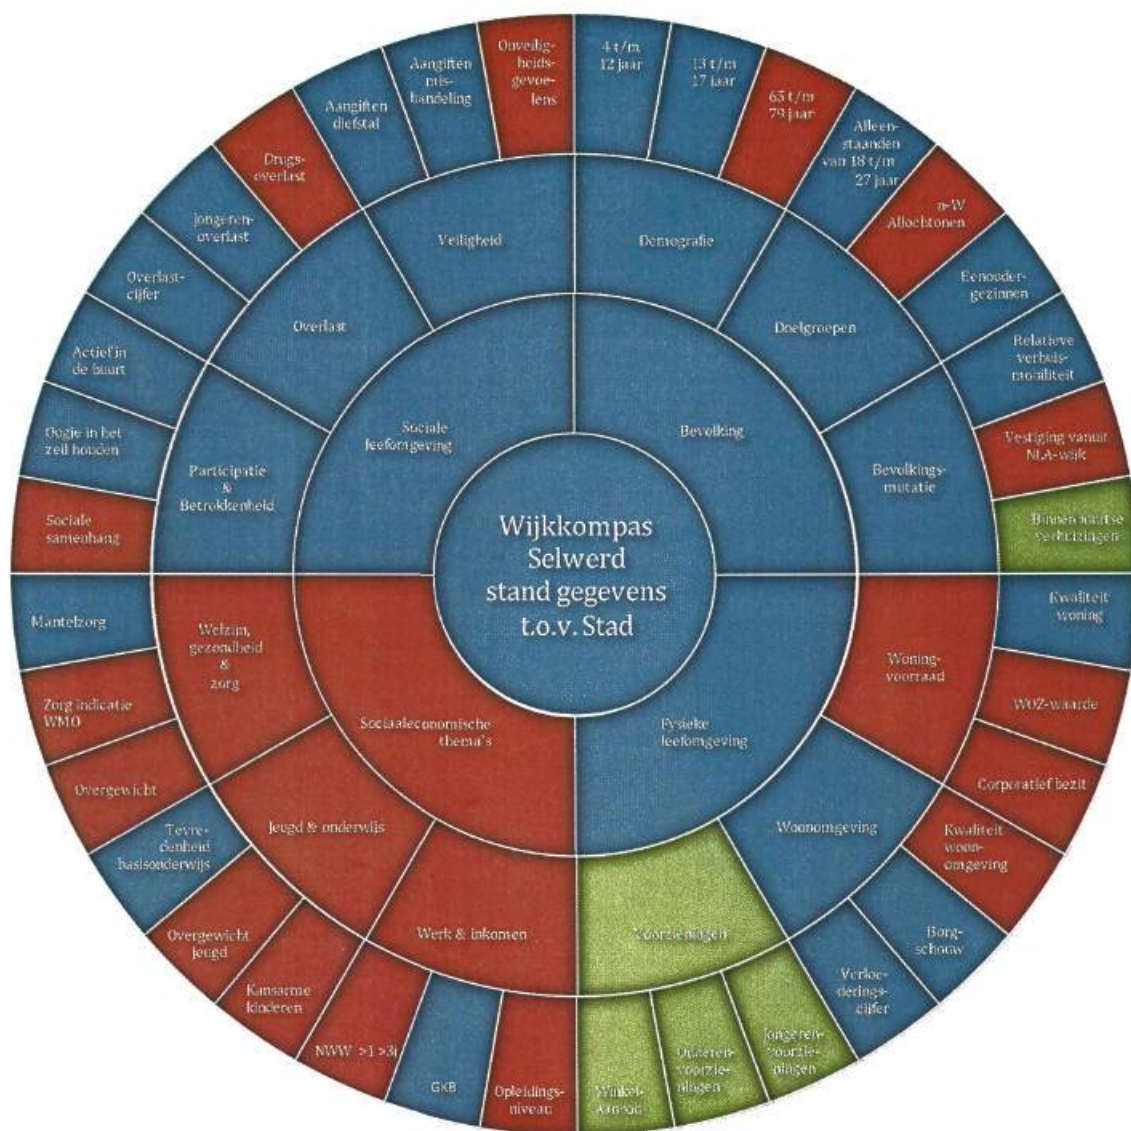 Wijkkompas
Selwerd
stand gegevens
t.o.v. Stad
Bevolking
Fysieke
leefomgeving
Sociaaleconomische
thema's
Sociale
leefomgeving
Demografie
Doelgroepen
Bevolkings-
mutatie
Woning-
voorraad
Woonomgeving
Voorzieningen
Werk & inkomen
Jeugd & onderwijs
Welzijn,
gezondheid
&
zorg
Participatie
&
Betrokkenheid
Overlast
Veiligheid
4 t/m
12 jaar
13 t/m
17 jaar
65 t/m
79 jaar
Alleen-
staanden
van 18 t/m
27 jaar
n-W
Allochtonen
Eenouder-
gezinnen
Relatieve
verhuis-
mobiliteit
Vestiging vanuit
NLA-wijk
Binnenbuurtse
verhuizingen
Kwaliteit
woning
WOZ-waarde
Corporatief bezit
Kwaliteit
woon-
omgeving
Borg-
schouw
Verloe-
derings-
cijfer
Jongeren-
voorzie-
ningen
Ouderen-
voorzie-
ningen
Winkel-
aanbod
Opleidings-
niveau
GKB
NWW >1 >3j
Kansarme
kinderen
Overgewicht
jeugd
Tevre-
denheid
basisonderwijs
Overgewicht
Zorg indicatie
WMO
Mantelzorg
Sociale
samenhang
Oogje in het
zeil houden
Actief in
de buurt
Overlast-
cijfer
Jongeren-
overlast
Drugs-
overlast
Aangiften
diefstal
Aangiften
mis-
handeling
Onveilig-
heids-
gevoe-
lens